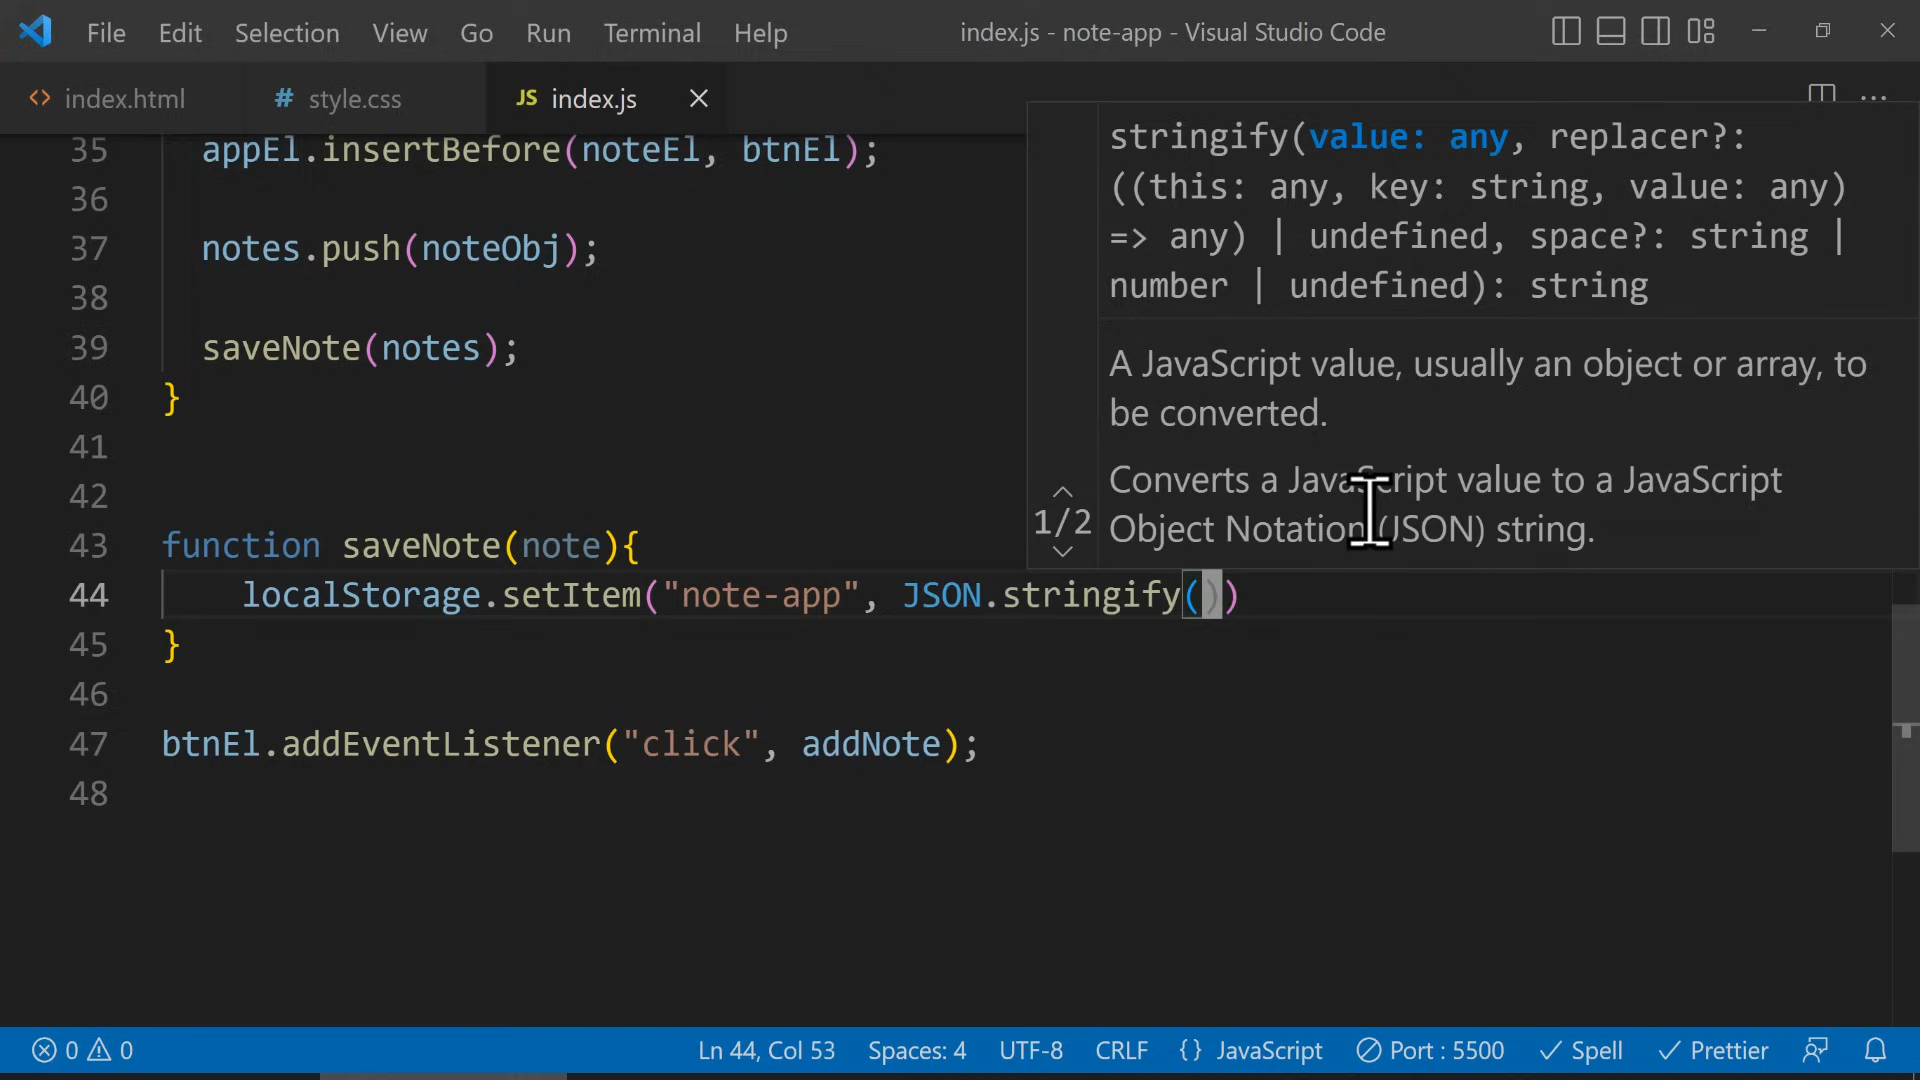 File Edit Selection View Go Run Terminal Help index.js - note-app - Visual Studio Code
<> index.html # style.css JS index.js ×
35 appEl.insertBefore(noteEl, btnEl);
36
37 notes.push(noteObj);
38
39 saveNote(notes);
40 }
41
42
43 function saveNote(note){
44 localStorage.setItem("note-app", JSON.stringify())
45 }
46
47 btnEl.addEventListener("click", addNote);
48
stringify(value: any, replacer?:
((this: any, key: string, value: any)
=> any) | undefined, space?: string |
number | undefined): string
A JavaScript value, usually an object or array, to
be converted.
1/2
Converts a JavaScript value to a JavaScript
Object Notation (JSON) string.
0 0 Ln 44, Col 53 Spaces: 4 UTF-8 CRLF {} JavaScript Port : 5500 Spell Prettier